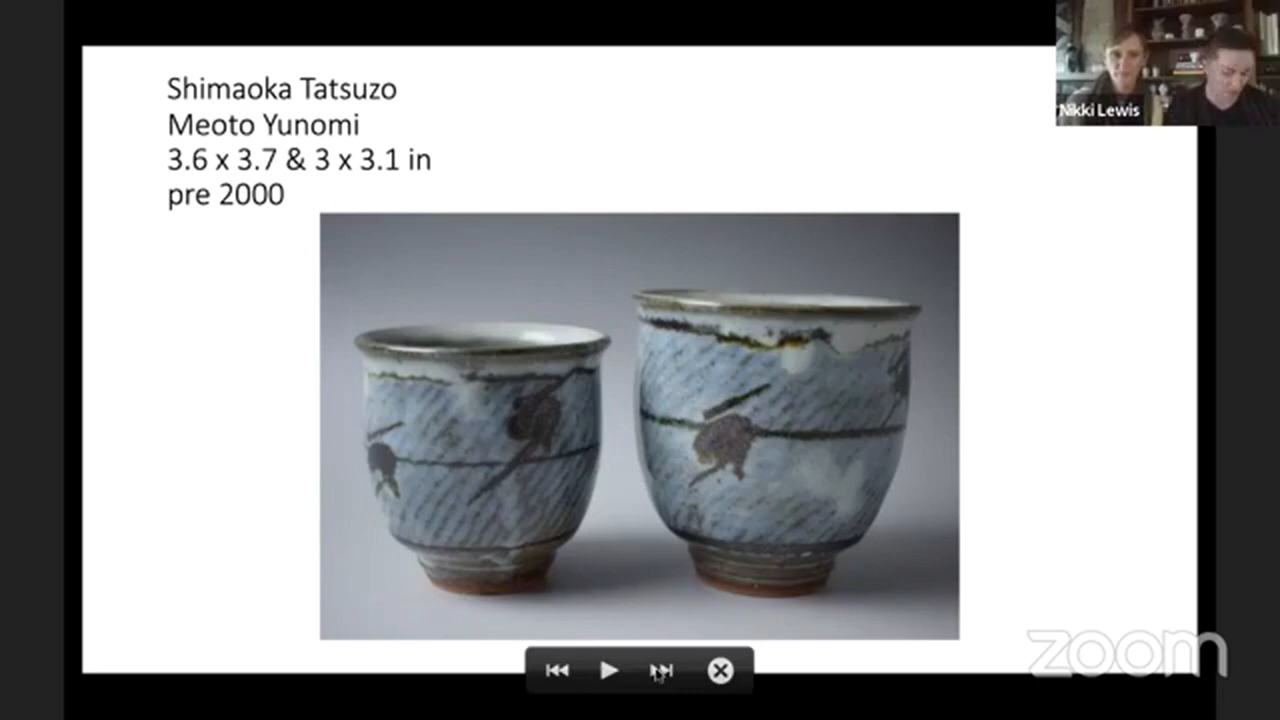 Shimaoka Tatsuzo
Meoto Yunomi
3.6 x 3.7 & 3 x 3.1 in
pre 2000
Nikki Lewis
zoom